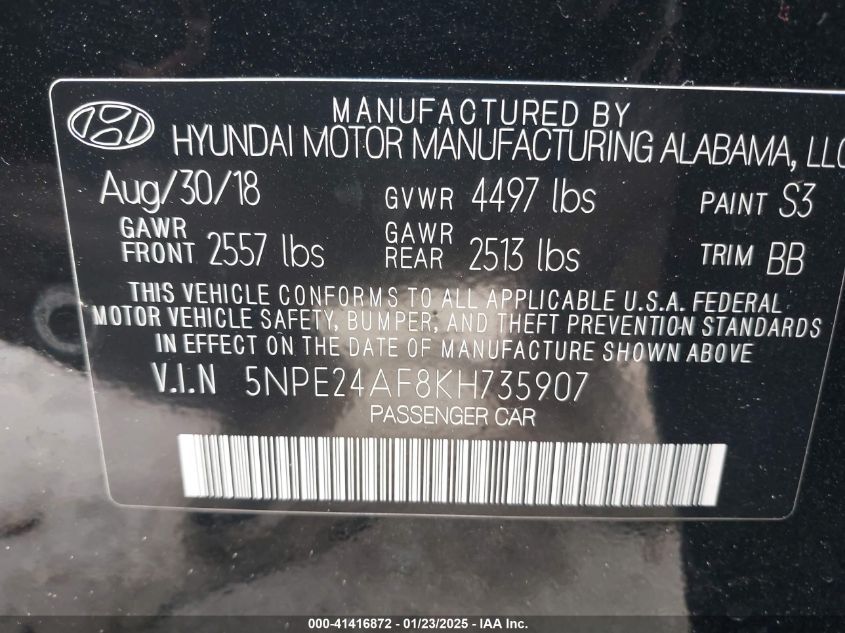 MANUFACTURED BY
HYUNDAI MOTOR MANUFACTURING ALABAMA, LLC
Aug/30/18 GVWR 4497 lbs PAINT S3
GAWR FRONT 2557 lbs GAWR REAR 2513 lbs TRIM BB
THIS VEHICLE CONFORMS TO ALL APPLICABLE U.S.A. FEDERAL
MOTOR VEHICLE SAFETY, BUMPER, AND THEFT PREVENTION STANDARDS
IN EFFECT ON THE DATE OF MANUFACTURE SHOWN ABOVE
V.I.N 5NPE24AF8KH735907
PASSENGER CAR
000-41416872 - 01/23/2025 - IAA Inc.